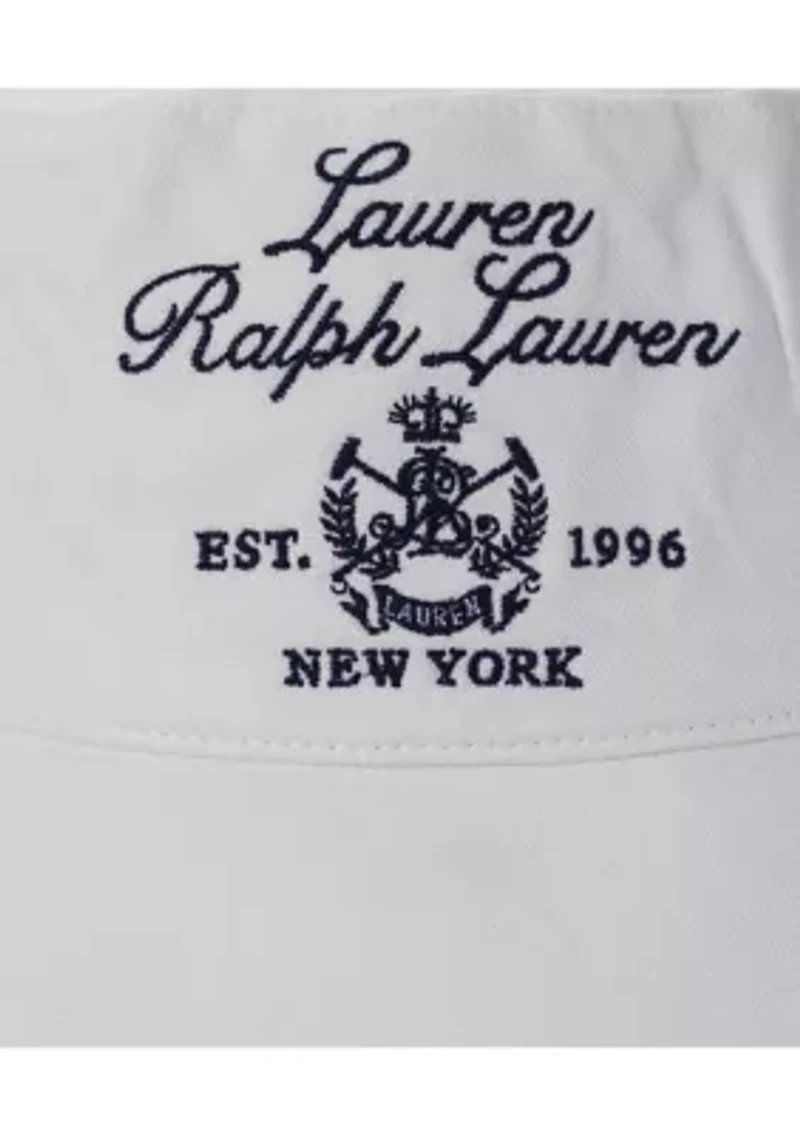 Lauren
Ralph Lauren
EST. 1996
LAUREN
NEW YORK